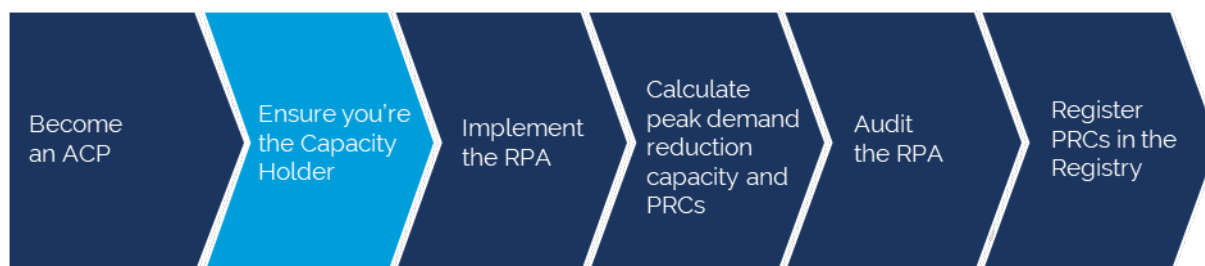 Become
an ACP
Ensure you’re
the Capacity
Holder
Implement
the RPA
Calculate
peak demand
reduction
capacity and
PRCs
Audit
the RPA
Register
PRCs in the
Registry